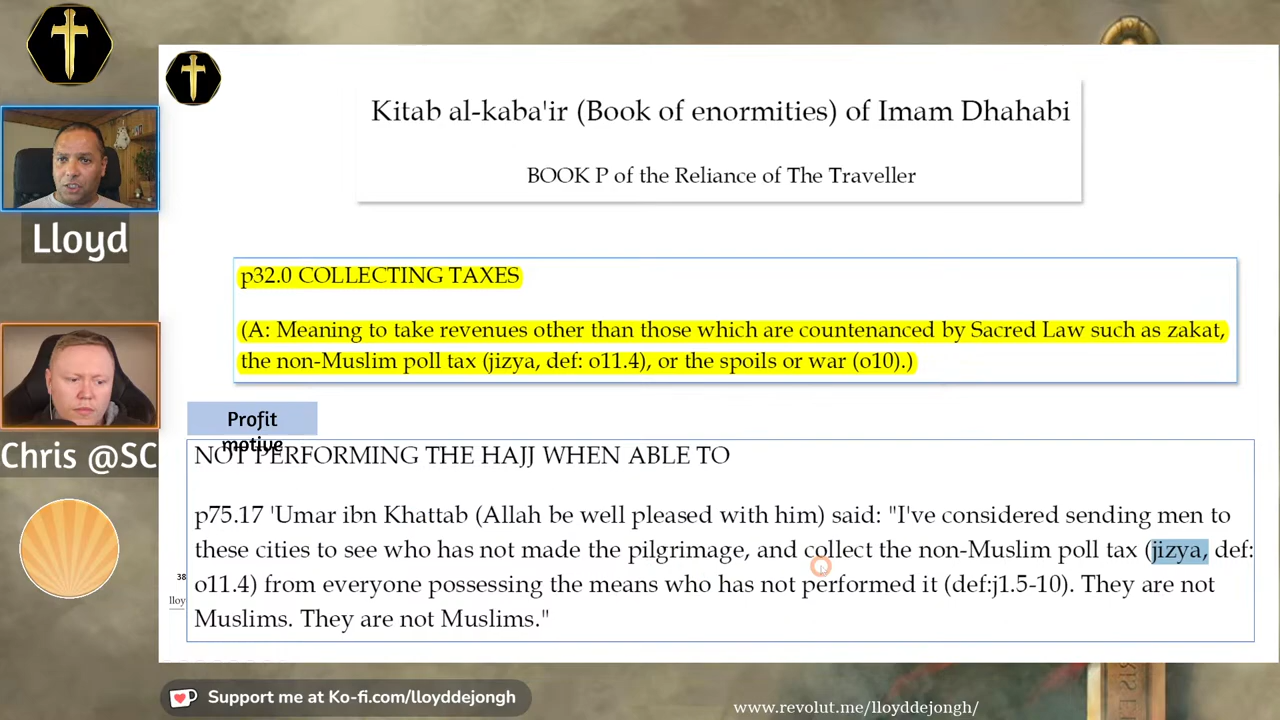 Kitab al-kaba'ir (Book of enormities) of Imam Dhahabi
BOOK P of the Reliance of The Traveller
Lloyd
p32.0 COLLECTING TAXES
(A: Meaning to take revenues other than those which are countenanced by Sacred Law such as zakat,
the non-Muslim poll tax (jizya, def: o11.4), or the spoils or war (o10).)
Profit
motive
Chris @SC
NOT PERFORMING THE HAJJ WHEN ABLE TO
p75.17 'Umar ibn Khattab (Allah be well pleased with him) said: "I've considered sending men to
these cities to see who has not made the pilgrimage, and collect the non-Muslim poll tax (jizya, def:
o11.4) from everyone possessing the means who has not performed it (def:j1.5-10). They are not
Muslims. They are not Muslims."
38
lloy
Support me at Ko-fi.com/lloyddejongh
www.revolut.me/lloyddejongh/